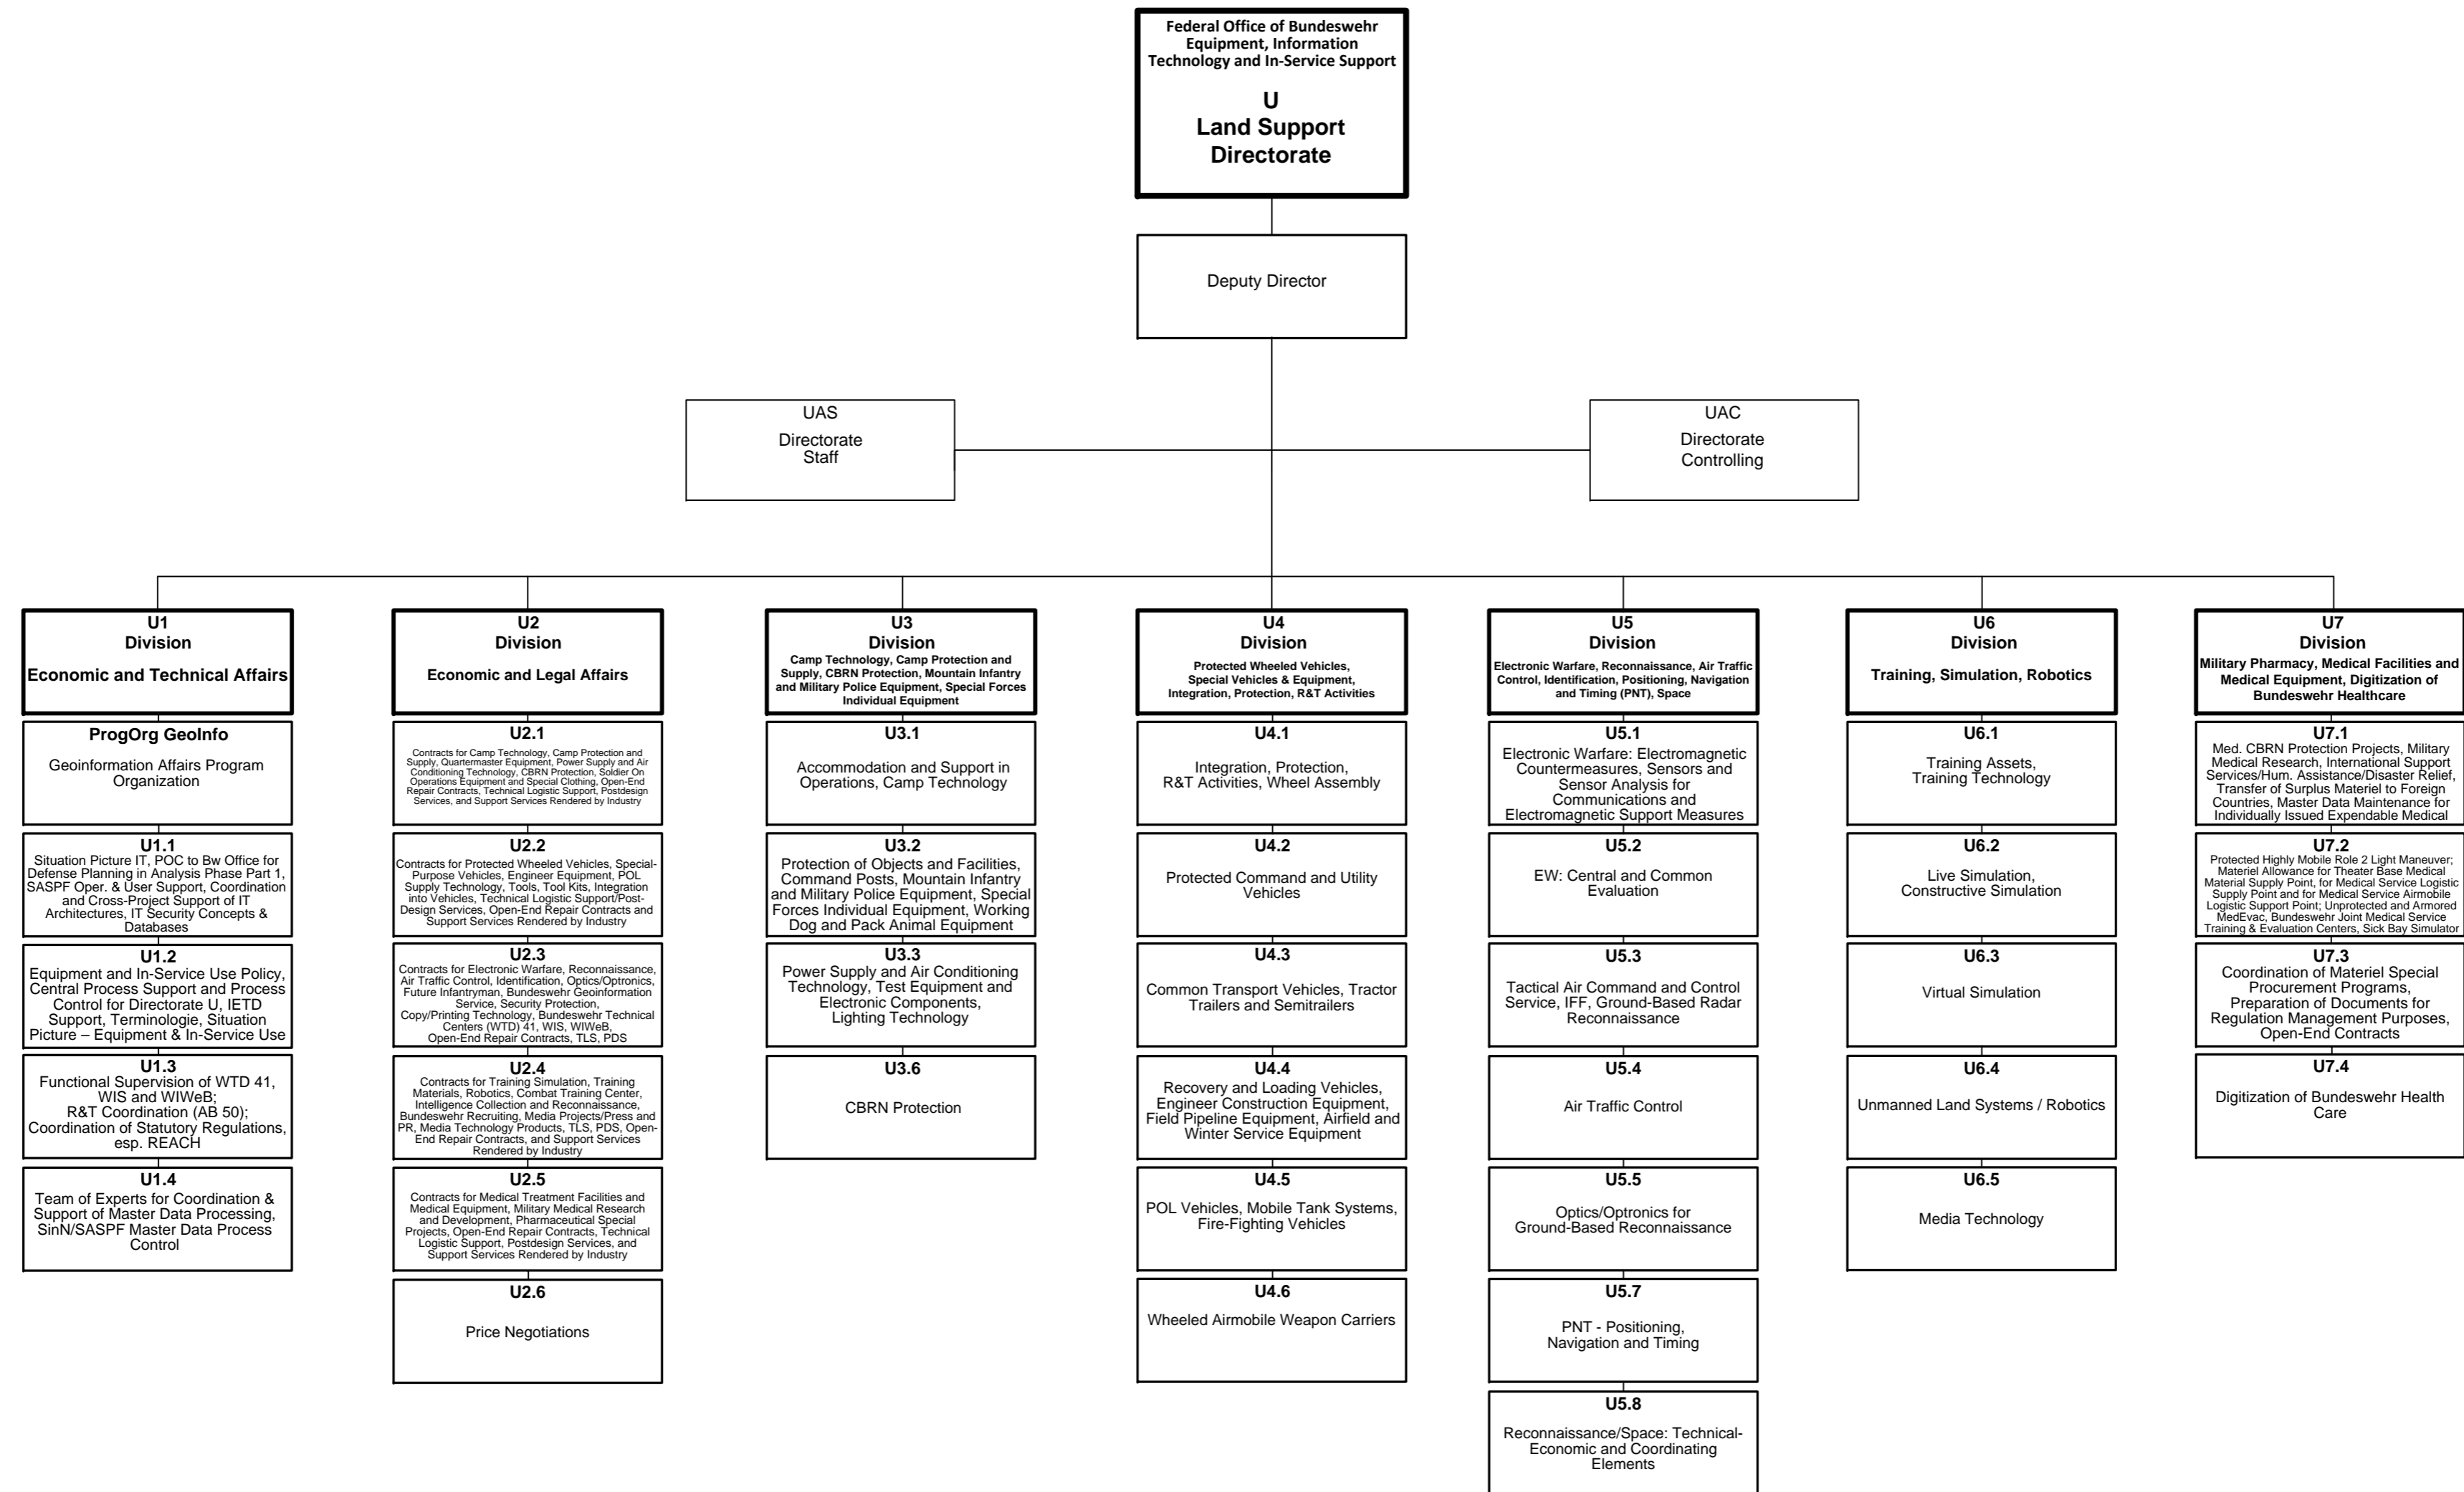 Federal Office of Bundeswehr
Equipment, Information
Technology and In-Service Support
U
Land Support
Directorate
Deputy Director
UAS
Directorate
Staff
UAC
Directorate
Controlling
U1
Division
Economic and Technical Affairs
ProgOrg GeoInfo
Geoinformation Affairs Program
Organization
U1.1
Situation Picture IT, POC to Bw Office for
Defense Planning in Analysis Phase Part 1,
SASPF Oper. & User Support, Coordination
and Cross-Project Support of IT
Architectures, IT Security Concepts &
Databases
U1.2
Equipment and In-Service Use Policy,
Central Process Support and Process
Control for Directorate U, IETD
Support, Terminologie, Situation
Picture – Equipment & In-Service Use
U1.3
Functional Supervision of WTD 41,
WIS and WIWeB;
R&T Coordination (AB 50);
Coordination of Statutory Regulations,
esp. REACH
U1.4
Team of Experts for Coordination &
Support of Master Data Processing,
SinN/SASPF Master Data Process
Control
U2
Division
Economic and Legal Affairs
U2.1
Contracts for Camp Technology, Camp Protection and
Supply, Quartermaster Equipment, Power Supply and Air
Conditioning Technology, CBRN Protection, Soldier On
Operations Equipment and Special Clothing, Open-End
Repair Contracts, Technical Logistic Support, Postdesign
Services, and Support Services Rendered by Industry
U2.2
Contracts for Protected Wheeled Vehicles, Special-
Purpose Vehicles, Engineer Equipment, POL
Supply Technology, Tools, Tool Kits, Integration
into Vehicles, Technical Logistic Support/Post-
Design Services, Open-End Repair Contracts and
Support Services Rendered by Industry
U2.3
Contracts for Electronic Warfare, Reconnaissance,
Air Traffic Control, Identification, Optics/Optronics,
Future Infantryman, Bundeswehr Geoinformation
Service, Security Protection,
Copy/Printing Technology, Bundeswehr Technical
Centers (WTD) 41, WIS, WIWeB,
Open-End Repair Contracts, TLS, PDS
U2.4
Contracts for Training Simulation, Training
Materials, Robotics, Combat Training Center,
Intelligence Collection and Reconnaissance,
Bundeswehr Recruiting, Media Projects/Press and
PR, Media Technology Products, TLS, PDS, Open-
End Repair Contracts, and Support Services
Rendered by Industry
U2.5
Contracts for Medical Treatment Facilities and
Medical Equipment, Military Medical Research
and Development, Pharmaceutical Special
Projects, Open-End Repair Contracts, Technical
Logistic Support, Postdesign Services, and
Support Services Rendered by Industry
U2.6
Price Negotiations
U3
Division
Camp Technology, Camp Protection and
Supply, CBRN Protection, Mountain Infantry
and Military Police Equipment, Special Forces
Individual Equipment
U3.1
Accommodation and Support in
Operations, Camp Technology
U3.2
Protection of Objects and Facilities,
Command Posts, Mountain Infantry
and Military Police Equipment, Special
Forces Individual Equipment, Working
Dog and Pack Animal Equipment
U3.3
Power Supply and Air Conditioning
Technology, Test Equipment and
Electronic Components,
Lighting Technology
U3.6
CBRN Protection
U4
Division
Protected Wheeled Vehicles,
Special Vehicles & Equipment,
Integration, Protection, R&T Activities
U4.1
Integration, Protection,
R&T Activities, Wheel Assembly
U4.2
Protected Command and Utility
Vehicles
U4.3
Common Transport Vehicles, Tractor
Trailers and Semitrailers
U4.4
Recovery and Loading Vehicles,
Engineer Construction Equipment,
Field Pipeline Equipment, Airfield and
Winter Service Equipment
U4.5
POL Vehicles, Mobile Tank Systems,
Fire-Fighting Vehicles
U4.6
Wheeled Airmobile Weapon Carriers
U5
Division
Electronic Warfare, Reconnaissance, Air Traffic
Control, Identification, Positioning, Navigation
and Timing (PNT), Space
U5.1
Electronic Warfare: Electromagnetic
Countermeasures, Sensors and
Sensor Analysis for
Communications and
Electromagnetic Support Measures
U5.2
EW: Central and Common
Evaluation
U5.3
Tactical Air Command and Control
Service, IFF, Ground-Based Radar
Reconnaissance
U5.4
Air Traffic Control
U5.5
Optics/Optronics for
Ground-Based Reconnaissance
U5.7
PNT - Positioning,
Navigation and Timing
U5.8
Reconnaissance/Space: Technical-
Economic and Coordinating
Elements
U6
Division
Training, Simulation, Robotics
U6.1
Training Assets,
Training Technology
U6.2
Live Simulation,
Constructive Simulation
U6.3
Virtual Simulation
U6.4
Unmanned Land Systems / Robotics
U6.5
Media Technology
U7
Division
Military Pharmacy, Medical Facilities and
Medical Equipment, Digitization of
Bundeswehr Healthcare
U7.1
Med. CBRN Protection Projects, Military
Medical Research, International Support
Services/Hum. Assistance/Disaster Relief,
Transfer of Surplus Materiel to Foreign
Countries, Master Data Maintenance for
Individually Issued Expendable Medical
U7.2
Protected Highly Mobile Role 2 Light Maneuver;
Materiel Allowance for Theater Base Medical
Material Supply Point, for Medical Service Logistic
Supply Point and for Medical Service Airmobile
Logistic Support Point; Unprotected and Armored
MedEvac, Bundeswehr Joint Medical Service
Training & Evaluation Centers, Sick Bay Simulator
U7.3
Coordination of Materiel Special
Procurement Programs,
Preparation of Documents for
Regulation Management Purposes,
Open-End Contracts
U7.4
Digitization of Bundeswehr Health
Care